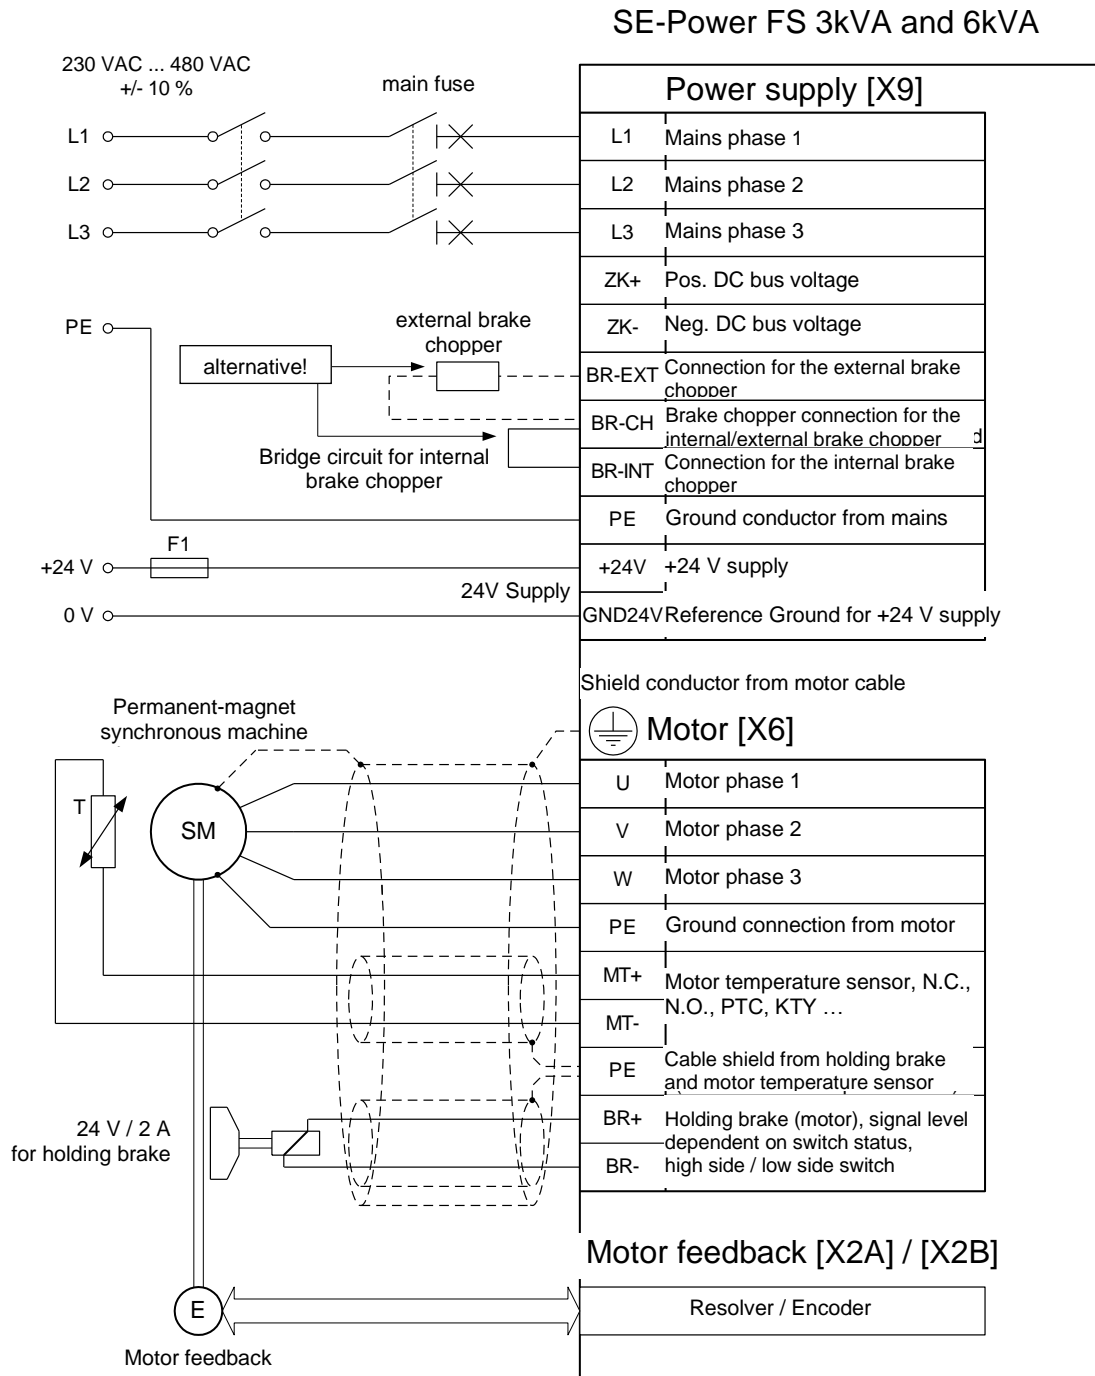 SE-Power FS 3kVA and 6kVA
230 VAC ... 480 VAC
+/- 10 %
main fuse
Power supply [X9]
L1
L1
Mains phase 1
L2
L2
Mains phase 2
L3
L3
Mains phase 3
ZK+
Pos. DC bus voltage
PE
external brake
chopper
ZK-
Neg. DC bus voltage
alternative!
BR-EXT
Connection for the external brake
chopper
BR-CH
Brake chopper connection for the
internal/external brake chopper
d
Bridge circuit for internal
brake chopper
BR-INT
Connection for the internal brake
chopper
PE
Ground conductor from mains
F1
+24 V
+24V
+24 V supply
24V Supply
0 V
GND24V
Reference Ground for +24 V supply
Shield conductor from motor cable
Permanent-magnet
synchronous machine
Motor [X6]
U
Motor phase 1
T
SM
V
Motor phase 2
W
Motor phase 3
PE
Ground connection from motor
MT+
Motor temperature sensor, N.C.,
N.O., PTC, KTY …
MT-
PE
Cable shield from holding brake
and motor temperature sensor
24 V / 2 A
for holding brake
BR+
Holding brake (motor), signal level
dependent on switch status,
high side / low side switch
BR-
Motor feedback [X2A] / [X2B]
E
Resolver / Encoder
Motor feedback